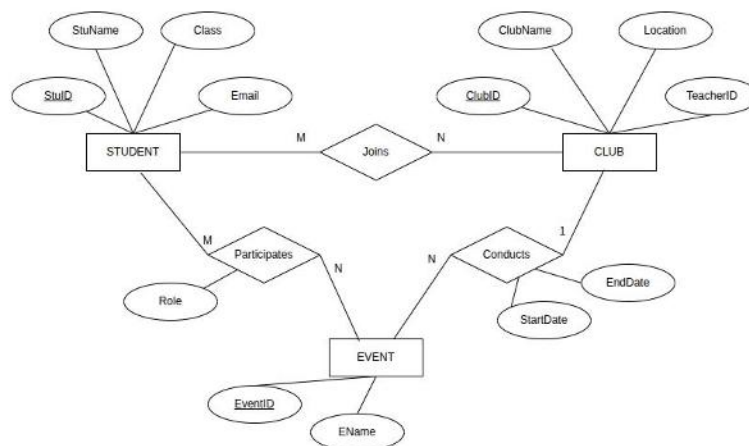 StuName
Class
ClubName
Location
StuID
Email
ClubID
TeacherID
STUDENT
M
Joins
N
CLUB
M
Participates
N
N
Conducts
1
Role
EndDate
StartDate
EVENT
EventID
EName